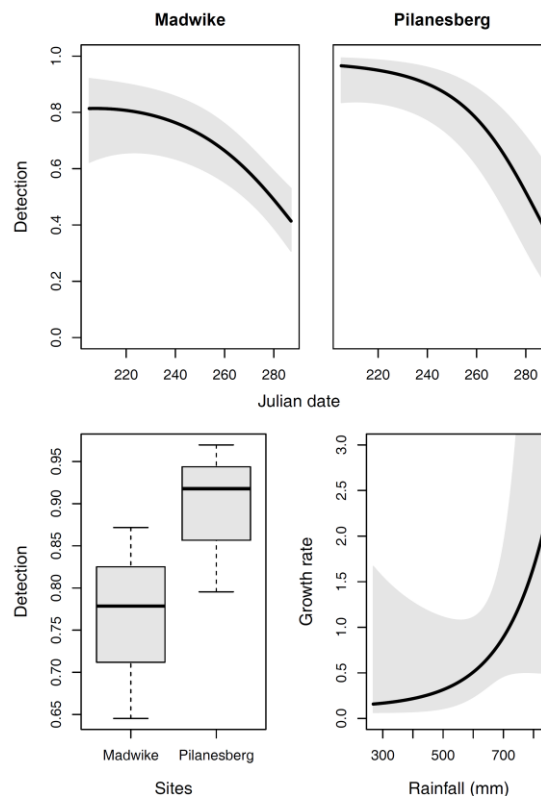 Madwike Pilanesberg
Detection
1.0
0.8
0.6
0.4
0.2
0.0
220 240 260 280 220 240 260 280
Julian date
Detection
0.95
0.90
0.85
0.80
0.75
0.70
0.65
Madwike Pilanesberg
Sites
Growth rate
3.0
2.5
2.0
1.5
1.0
0.5
0.0
300 500 700
Rainfall (mm)